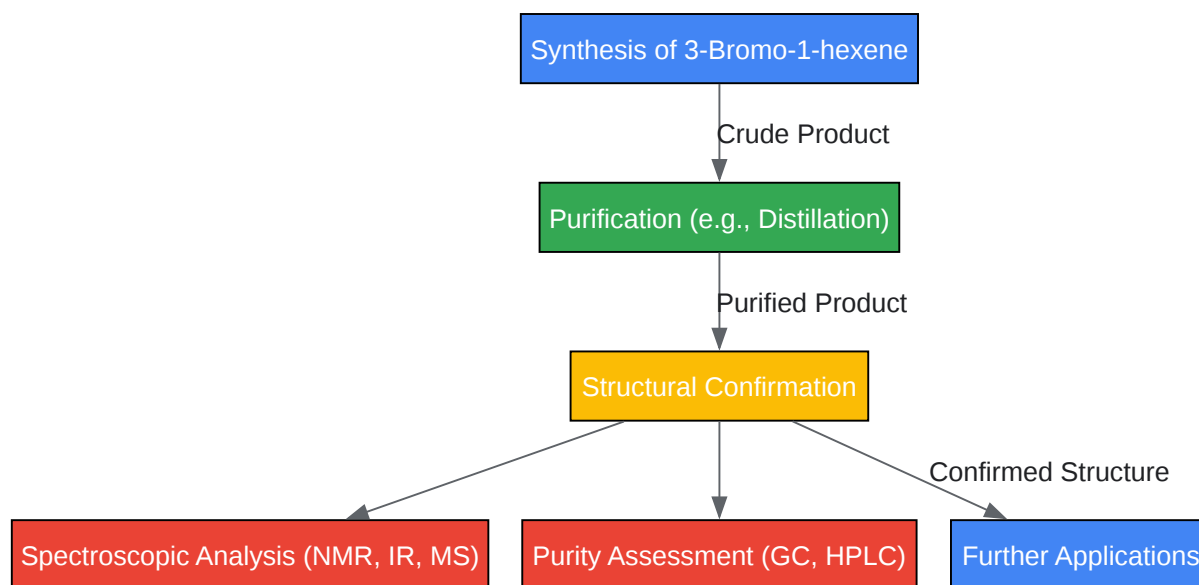 Synthesis of 3-Bromo-1-hexene
Crude Product
Purification (e.g., Distillation)
Purified Product
Structural Confirmation
Confirmed Structure
Spectroscopic Analysis (NMR, IR, MS)
Purity Assessment (GC, HPLC)
Further Applications